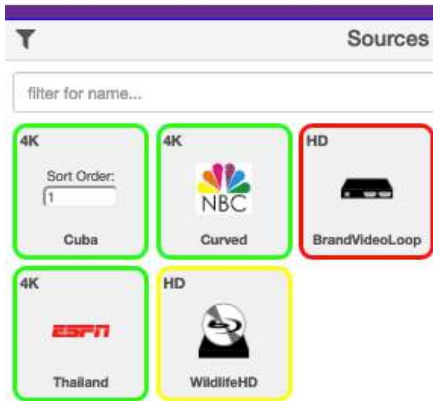 Sources
filter for name...
4K
Sort Order:
1
Cuba
4K
NBC
Curved
HD
BrandVideoLoop
4K
ESPN
Thailand
HD
WildlifeHD